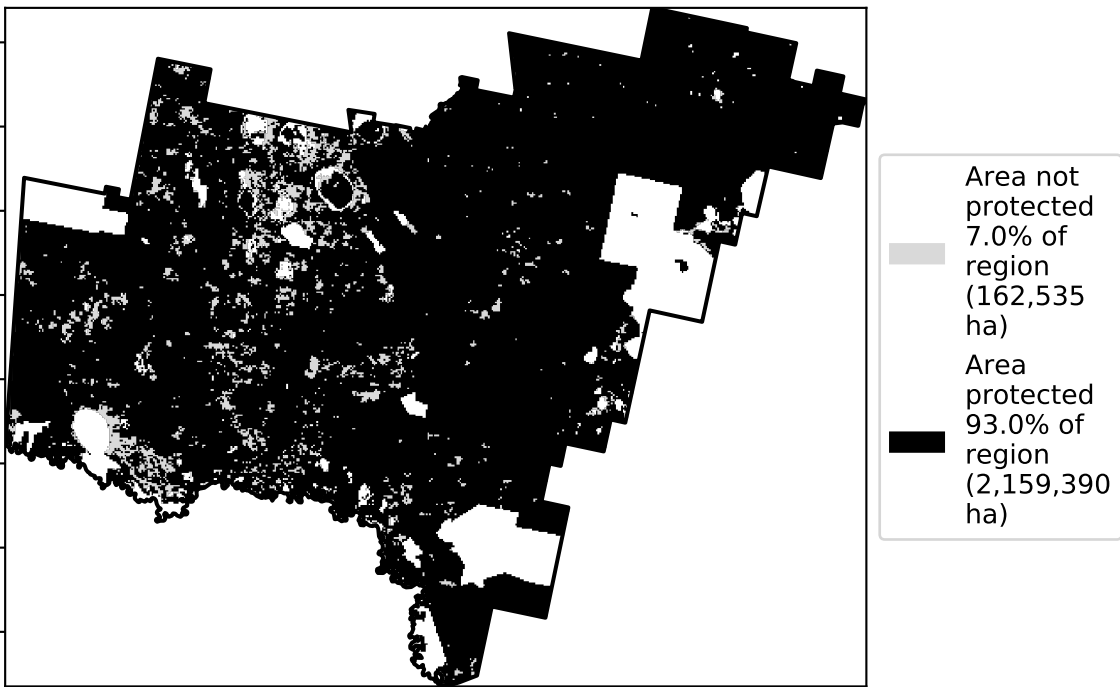 Area not
protected
7.0% of
region
(162,535
ha)
Area
protected
93.0% of
region
(2,159,390
ha)